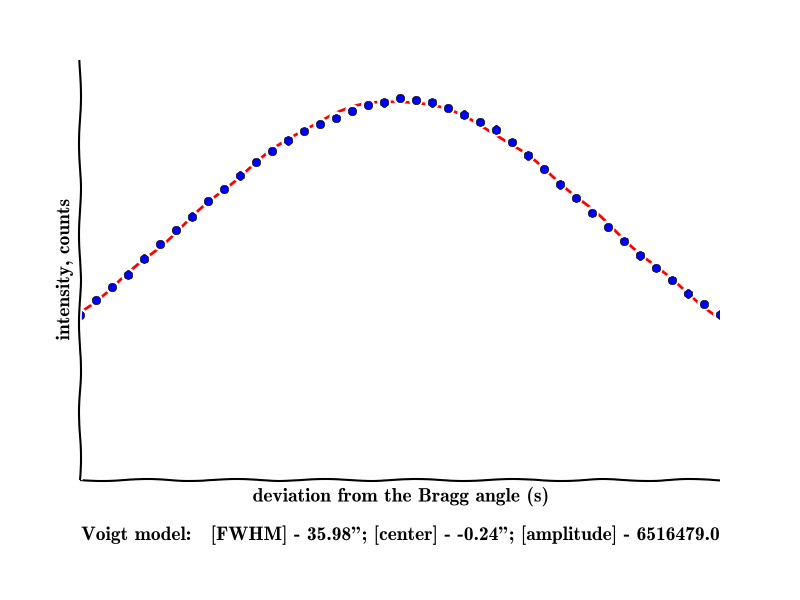 intensity, counts
deviation from the Bragg angle (s)
Voigt model: [FWHM] - 35.98”; [center] - -0.24”; [amplitude] - 6516479.0